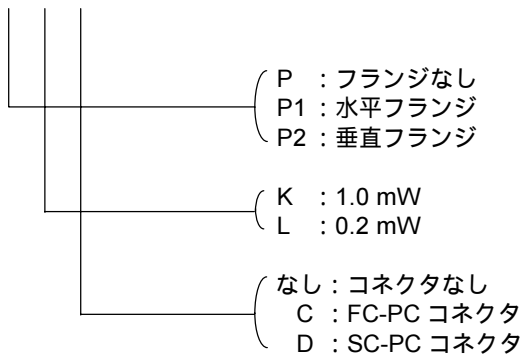 P : フランジなし
P1 : 水平フランジ
P2 : 垂直フランジ
K : 1.0 mW
L : 0.2 mW
なし : コネクタなし
C : FC-PC コネクタ
D : SC-PC コネクタ